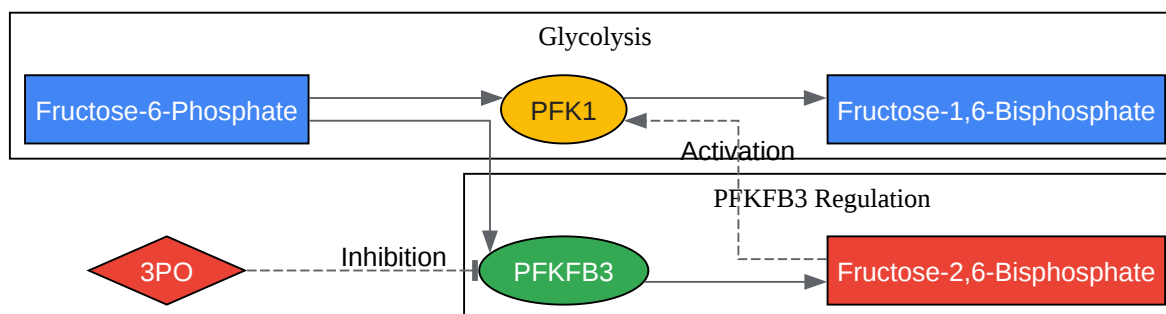 Glycolysis
Fructose-6-Phosphate
PFK1
Fructose-1,6-Bisphosphate
Activation
PFKFB3 Regulation
3PO
Inhibition
PFKFB3
Fructose-2,6-Bisphosphate